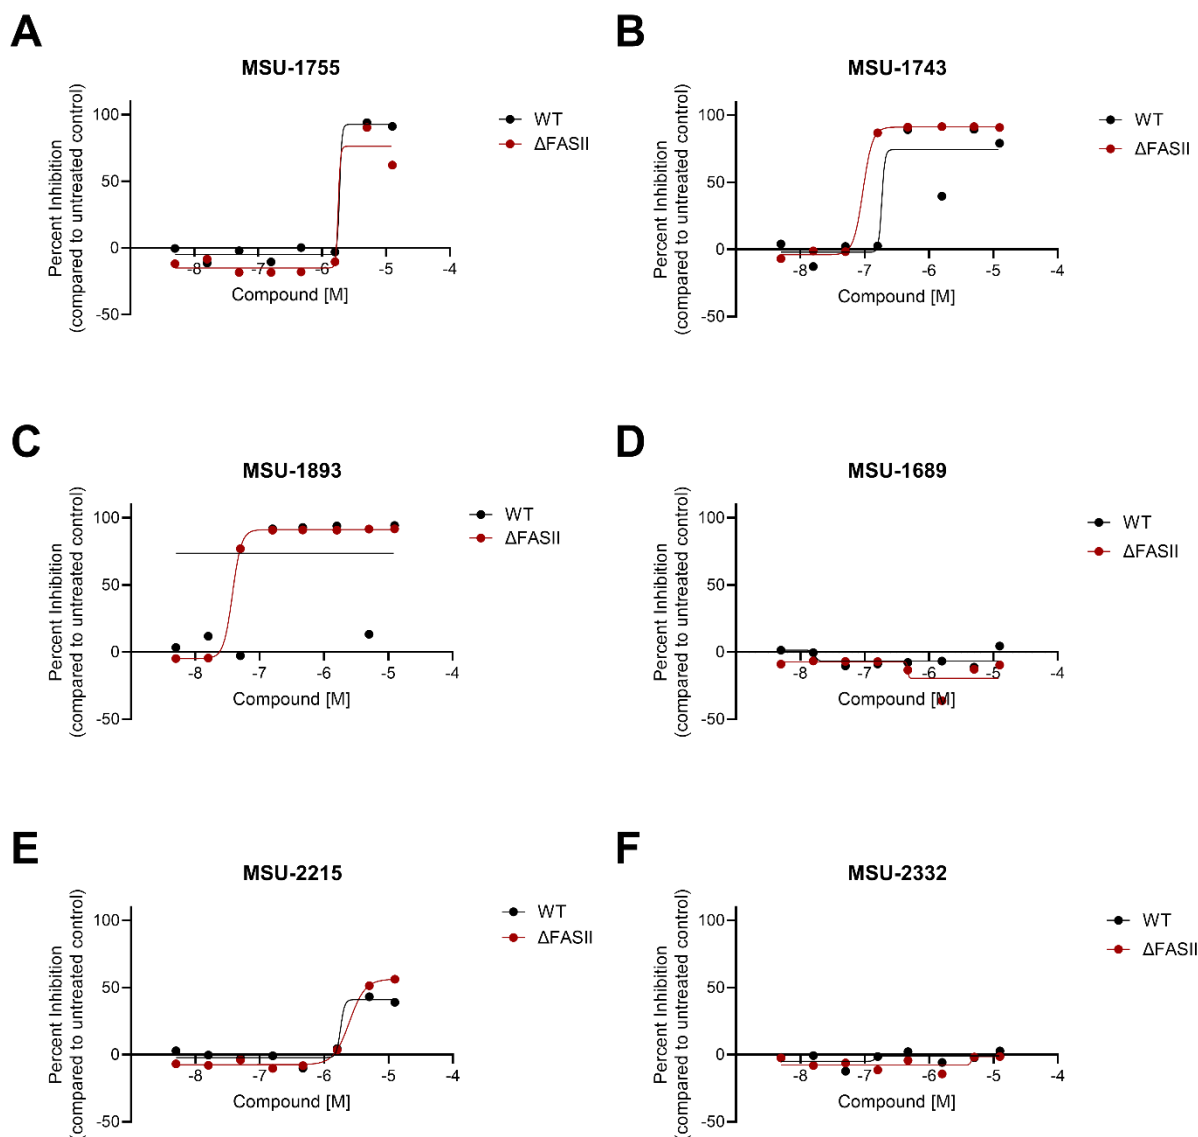 A
MSU-1755
Percent Inhibition
(compared to untreated control)
100
50
0
-50
-8
-7
-6
-5
-4
Compound [M]
WT
ΔFASII
B
MSU-1743
Percent Inhibition
(compared to untreated control)
100
50
0
-50
-8
-7
-6
-5
-4
Compound [M]
WT
ΔFASII
C
MSU-1893
Percent Inhibition
(compared to untreated control)
100
50
0
-50
-8
-7
-6
-5
-4
Compound [M]
WT
ΔFASII
D
MSU-1689
Percent Inhibition
(compared to untreated control)
100
50
0
-50
-8
-7
-6
-5
-4
Compound [M]
WT
ΔFASII
E
MSU-2215
Percent Inhibition
(compared to untreated control)
100
50
0
-50
-8
-7
-6
-5
-4
Compound [M]
WT
ΔFASII
F
MSU-2332
Percent Inhibition
(compared to untreated control)
100
50
0
-50
-8
-7
-6
-5
-4
Compound [M]
WT
ΔFASII